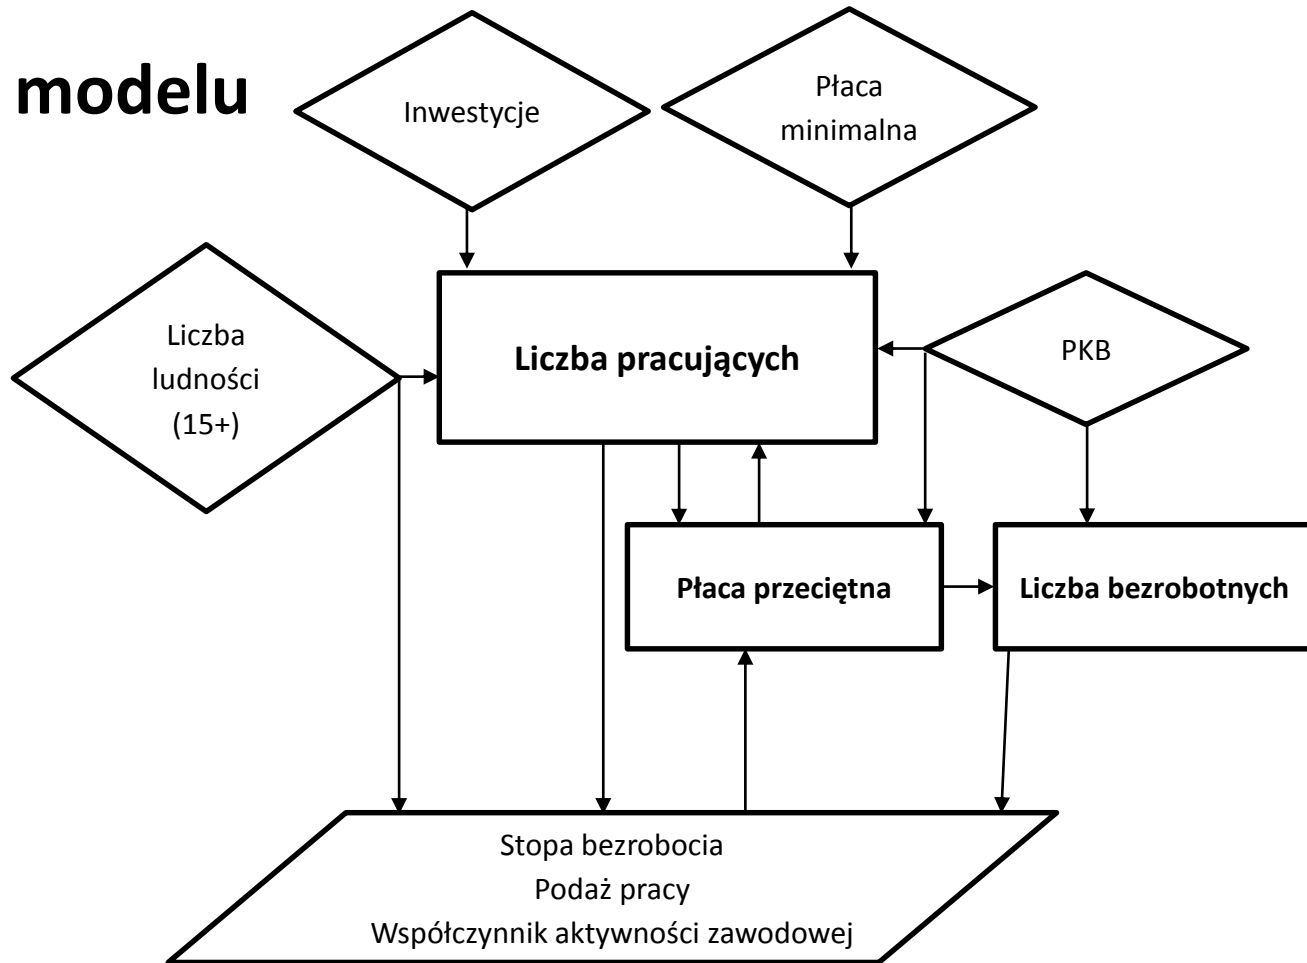 modelu
Inwestycje
Płaca
minimalna
Liczba
ludności
(15+)
Liczba pracujących
PKB
Płaca przeciętna
Liczba bezrobotnych
Stopa bezrobocia
Podaż pracy
Współczynnik aktywności zawodowej